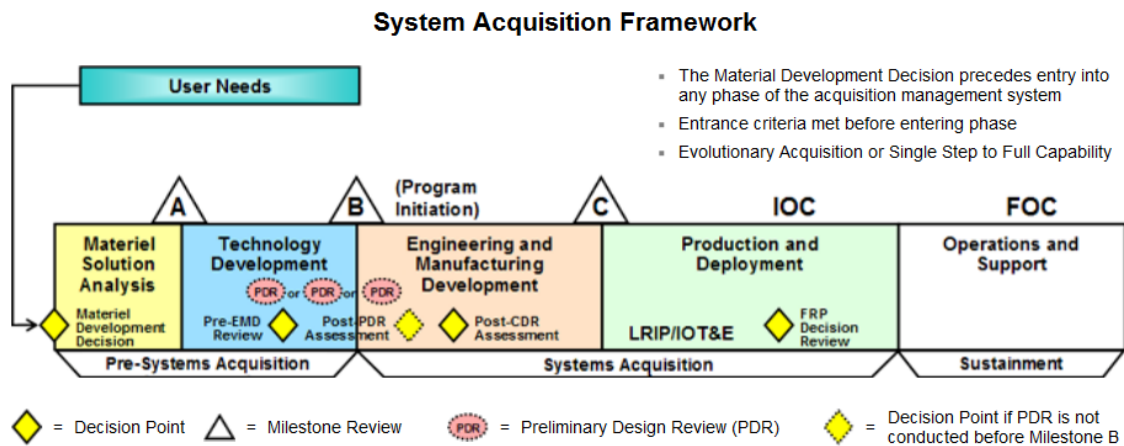 System Acquisition Framework
User Needs
▪ The Material Development Decision precedes entry into
any phase of the acquisition management system
▪ Entrance criteria met before entering phase
▪ Evolutionary Acquisition or Single Step to Full Capability
A
B
(Program
Initiation)
C
IOC
FOC
Materiel
Solution
Analysis
Technology
Development
Engineering and
Manufacturing
Development
Production and
Deployment
Operations and
Support
PDR or PDR or PDR
Materiel
Development
Decision
Pre-EMD
Review
Post-PDR
Assessment
Post-CDR
Assessment
LRIP/IOT&E
FRP
Decision
Review
Pre-Systems Acquisition
Systems Acquisition
Sustainment
= Decision Point
= Milestone Review
PDR = Preliminary Design Review (PDR)
= Decision Point if PDR is not
conducted before Milestone B